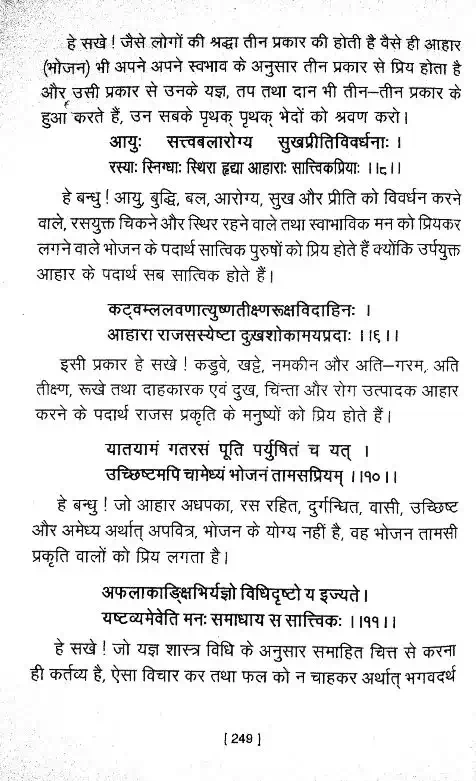 हे सखे ! जैसे लोगों की श्रद्धा तीन प्रकार की होती है वैसे ही आहार
(भोजन) भी अपने अपने स्वभाव के अनुसार तीन प्रकार से प्रिय होता है
और उसी प्रकार से उनके यज्ञ, तप तथा दान भी तीन–तीन प्रकार के
हुआ करते हैं, उन सबके पृथक् पृथक् भेदों को श्रवण करो।
आयुः सत्त्वबलारोग्य सुखप्रीतिविवर्धनाः ।
रस्याः स्निग्धाः स्थिरा हृद्या आहाराः सात्त्विकप्रियाः ।।८।।
हे बन्धु ! आयु, बुद्धि, बल, आरोग्य, सुख और प्रीति को विवर्धन करने
वाले, रसयुक्त चिकने और स्थिर रहने वाले तथा स्वाभाविक मन को प्रियकर
लगने वाले भोजन के पदार्थ सात्विक पुरुषों को प्रिय होते हैं क्योंकि उर्पयुक्त
आहार के पदार्थ सब सात्विक होते हैं।
कट्वम्ललवणात्युष्णतीक्ष्णरूक्षविदाहिनः ।
आहारा राजसस्येष्टा दुखशोकामयप्रदाः ।।६।।
इसी प्रकार हे सखे ! कडुवे, खट्टे, नमकीन और अति–गरम, अति
तीक्ष्ण, रूखे तथा दाहकारक एवं दुख, चिंन्ता और रोग उत्पादक आहार
करने के पदार्थ राजस प्रकृति के मनुष्यों को प्रिय होते हैं।
यातयामं गतरसं पूति पर्युषितं च यत् ।
उच्छिष्टमपि चामेध्यं भोजनं तामसप्रियम् ।।१०।।
हे बन्धु ! जो आहार अधपका, रस रहित, दुर्गन्धित, वासी, उच्छिष्ट
और अमेध्य अर्थात् अपवित्र, भोजन के योग्य नहीं है, वह भोजन तामसी
प्रकृति वालों को प्रिय लगता है।
अफलाकाङ्क्षिभिर्यज्ञो विधिदृष्टो य इज्यते।
यष्टव्यमेवेति मनः समाधाय स सात्त्विकः ।।११।।
हे सखे ! जो यज्ञ शास्त्र विधि के अनुसार समाहित चित्त से करना
ही कर्तव्य है, ऐसा विचार कर तथा फल को न चाहकर अर्थात् भगवदर्थ
[ 249 ]